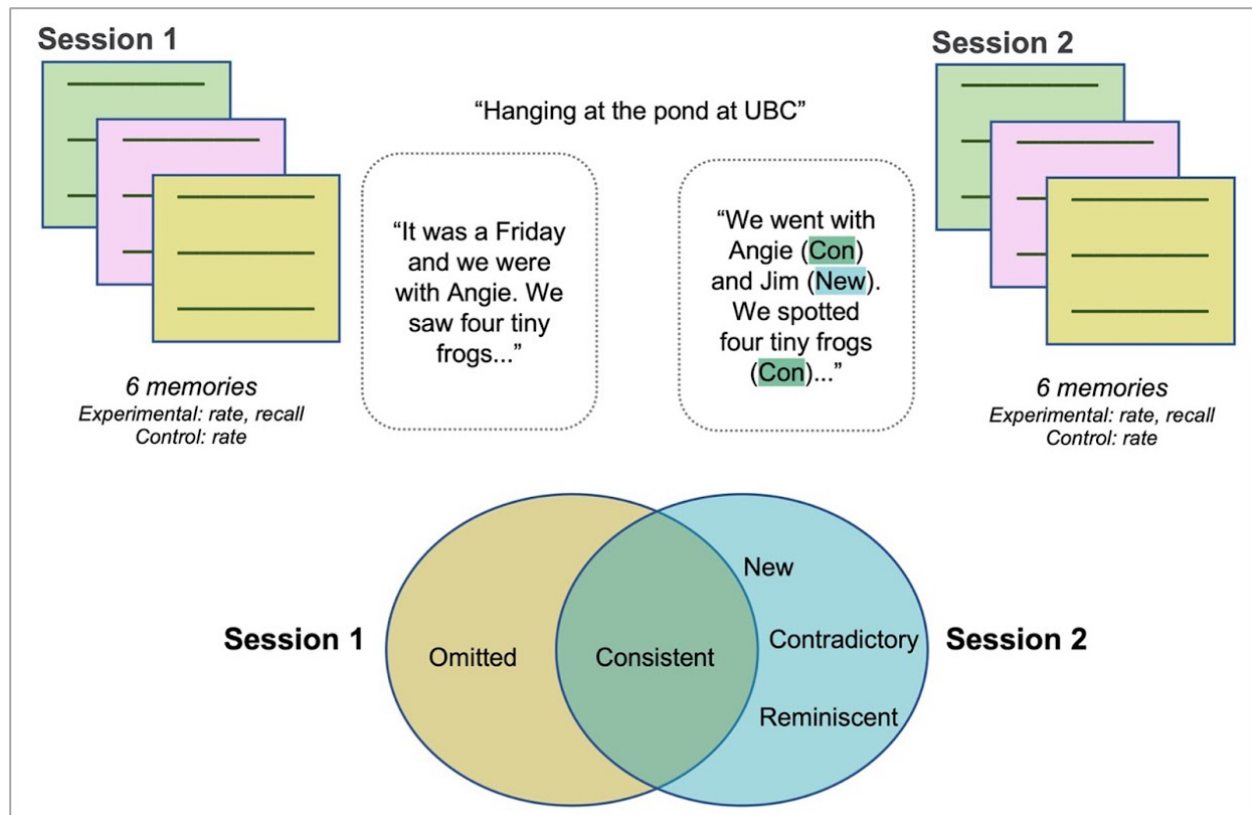 Session 1
Session 2
“Hanging at the pond at UBC”
“It was a Friday
and we were
with Angie. We
saw four tiny
frogs...”
“We went with
Angie (Con)
and Jim (New).
We spotted
four tiny frogs
(Con)...”
6 memories
Experimental: rate, recall
Control: rate
6 memories
Experimental: rate, recall
Control: rate
Session 1
Omitted
Consistent
New
Contradictory
Reminiscent
Session 2